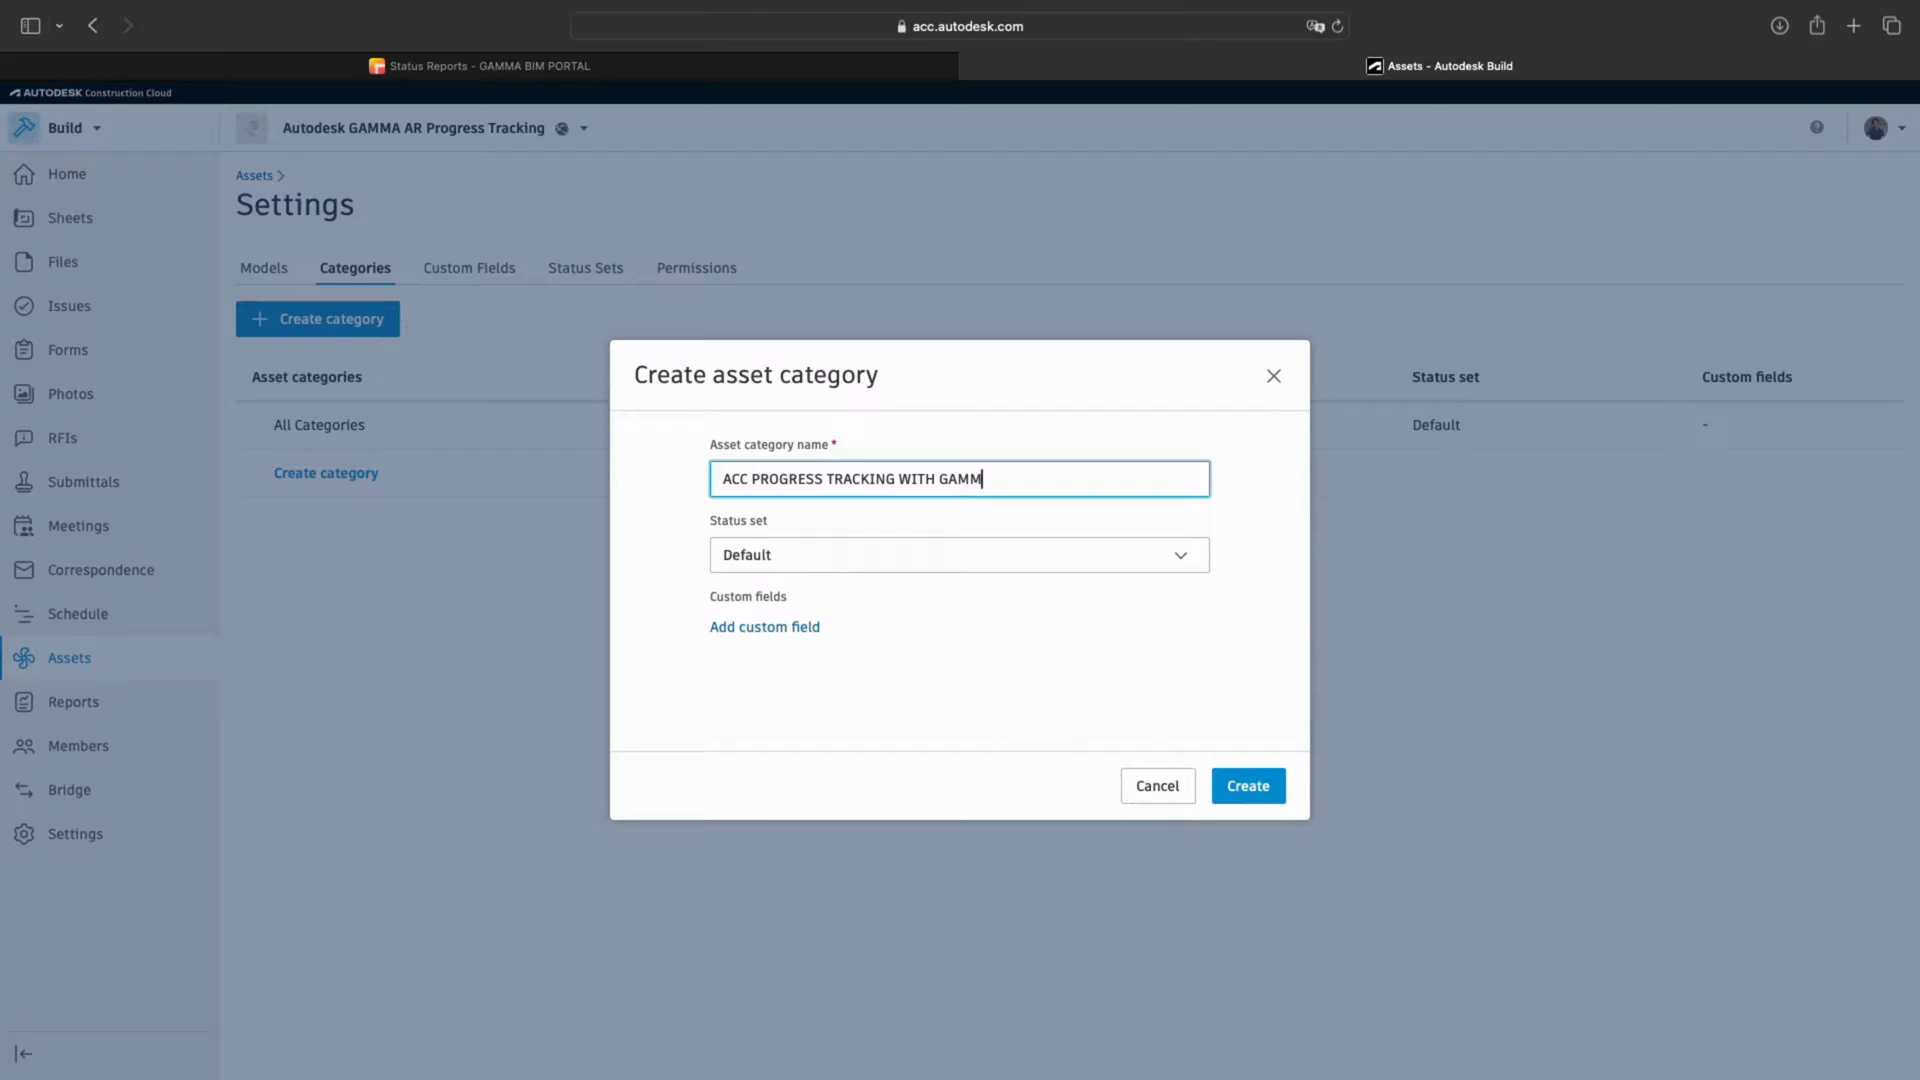 acc.autodesk.com
Status Reports - GAMMA BIM PORTAL
Assets - Autodesk Build
AUTODESK Construction Cloud
Build
Autodesk GAMMA AR Progress Tracking
Home
Sheets
Files
Issues
Forms
Photos
RFIs
Submittals
Meetings
Correspondence
Schedule
Assets
Reports
Members
Bridge
Settings
Assets
Settings
Models Categories Custom Fields Status Sets Permissions
+ Create category
Asset categories Status set Custom fields
All Categories Default -
Create category
Create asset category
Asset category name *
ACC PROGRESS TRACKING WITH GAMM
Status set
Default
Custom fields
Add custom field
Cancel Create